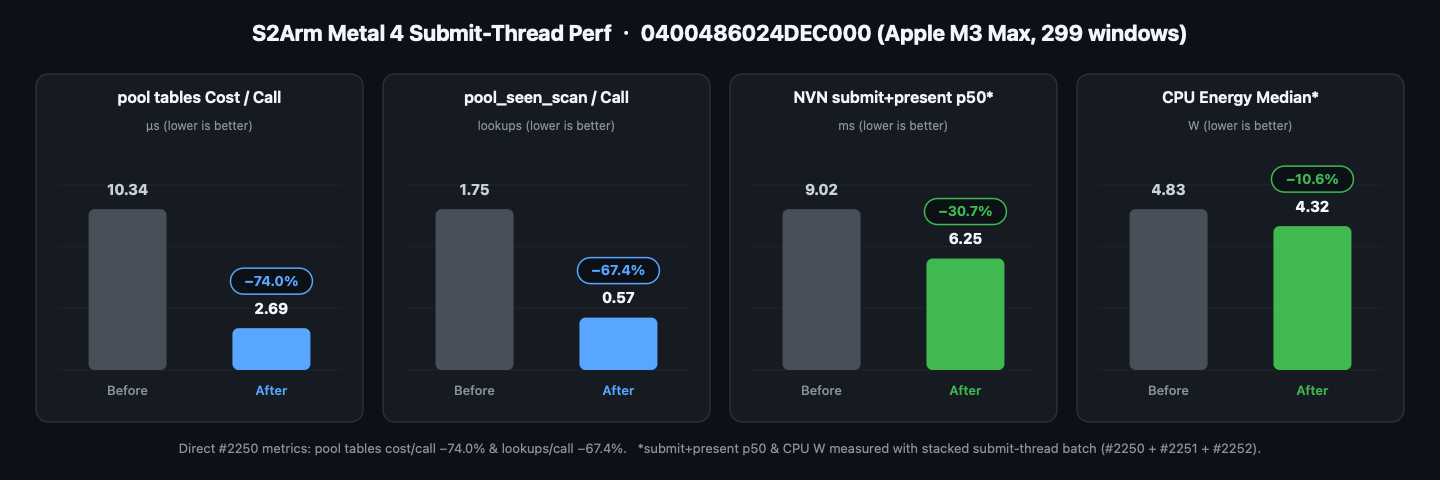 S2Arm Metal 4 Submit-Thread Perf · 0400486024DEC000 (Apple M3 Max, 299 windows)
pool tables Cost / Call
µs (lower is better)
10.34
−74.0%
2.69
Before
After
pool_seen_scan / Call
lookups (lower is better)
1.75
−67.4%
0.57
Before
After
NVN submit+present p50*
ms (lower is better)
9.02
−30.7%
6.25
Before
After
CPU Energy Median*
W (lower is better)
4.83
−10.6%
4.32
Before
After
Direct #2250 metrics: pool tables cost/call −74.0% & lookups/call −67.4%. *submit+present p50 & CPU W measured with stacked submit-thread batch (#2250 + #2251 + #2252).